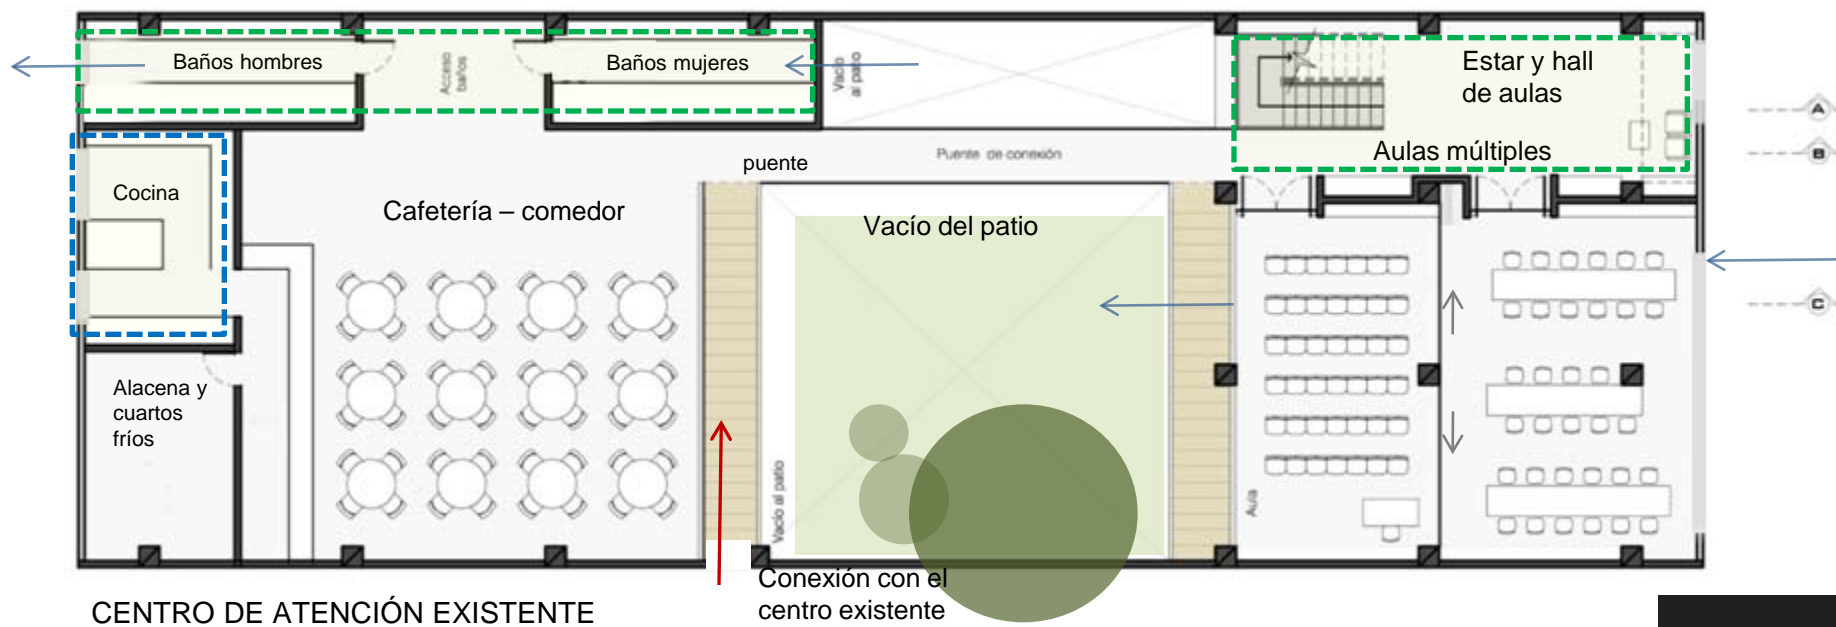 Baños hombres
Acceso
baños
Baños mujeres
Vacío
al patio
Estar y hall
de aulas
A
B
Puente de conexión
puente
Aulas múltiples
Cocina
Cafetería – comedor
Vacío del patio
C
Alacena y
cuartos
fríos
Vacío al patio
Aula
Conexión con el
centro existente
CENTRO DE ATENCIÓN EXISTENTE